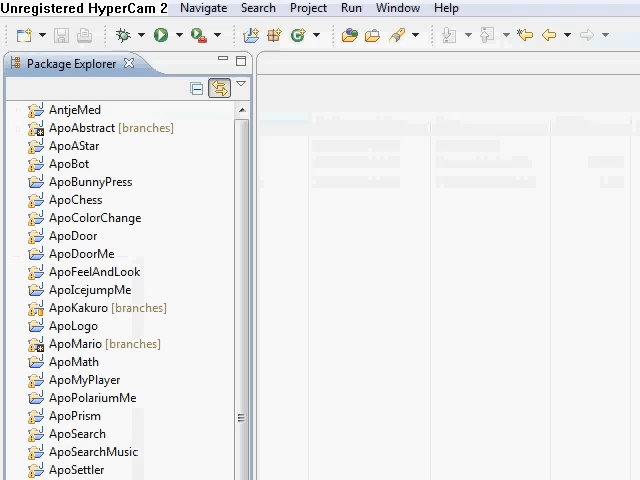 Unregistered HyperCam 2 Navigate Search Project Run Window Help
Package Explorer
AntjeMed
ApoAbstract [branches]
ApoAStar
ApoBot
ApoBunnyPress
ApoChess
ApoColorChange
ApoDoor
ApoDoorMe
ApoFeelAndLook
ApoIcejumpMe
ApoKakuro [branches]
ApoLogo
ApoMario [branches]
ApoMath
ApoMyPlayer
ApoPolariumMe
ApoPrism
ApoSearch
ApoSearchMusic
ApoSettler